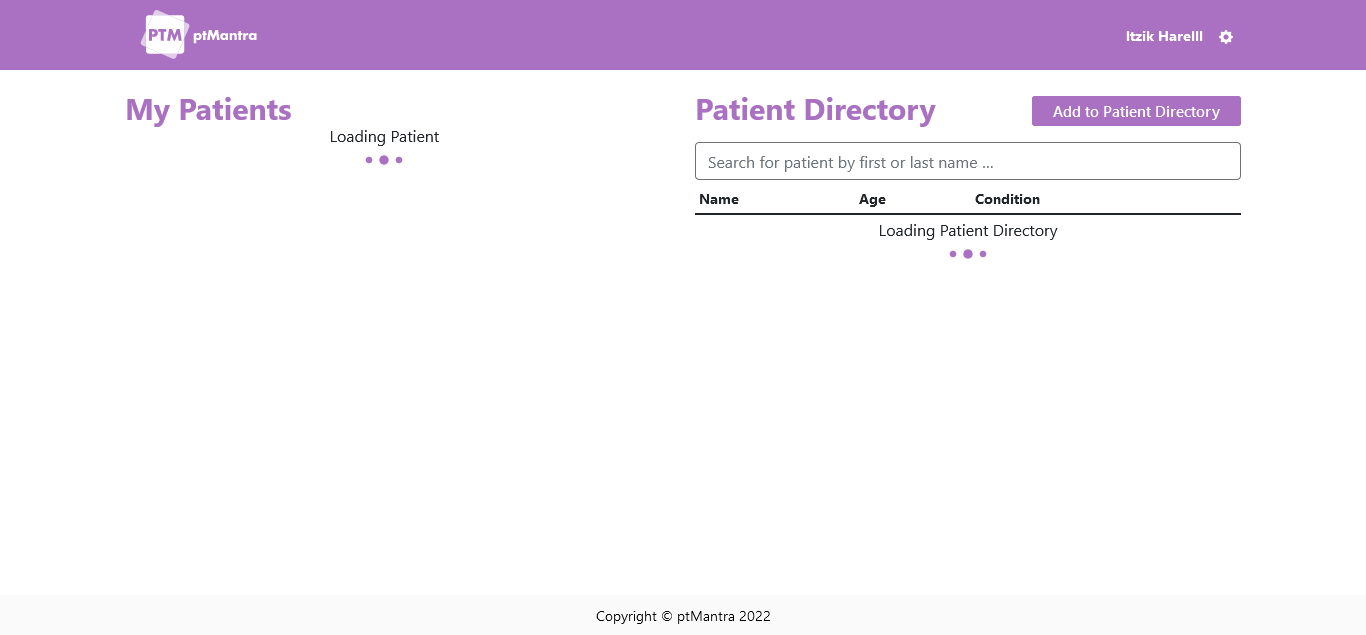 PTM ptMantra
Itzik Harelll
My Patients
Loading Patient
Patient Directory
Add to Patient Directory
Search for patient by first or last name ...
Name Age Condition
Loading Patient Directory
Copyright © ptMantra 2022